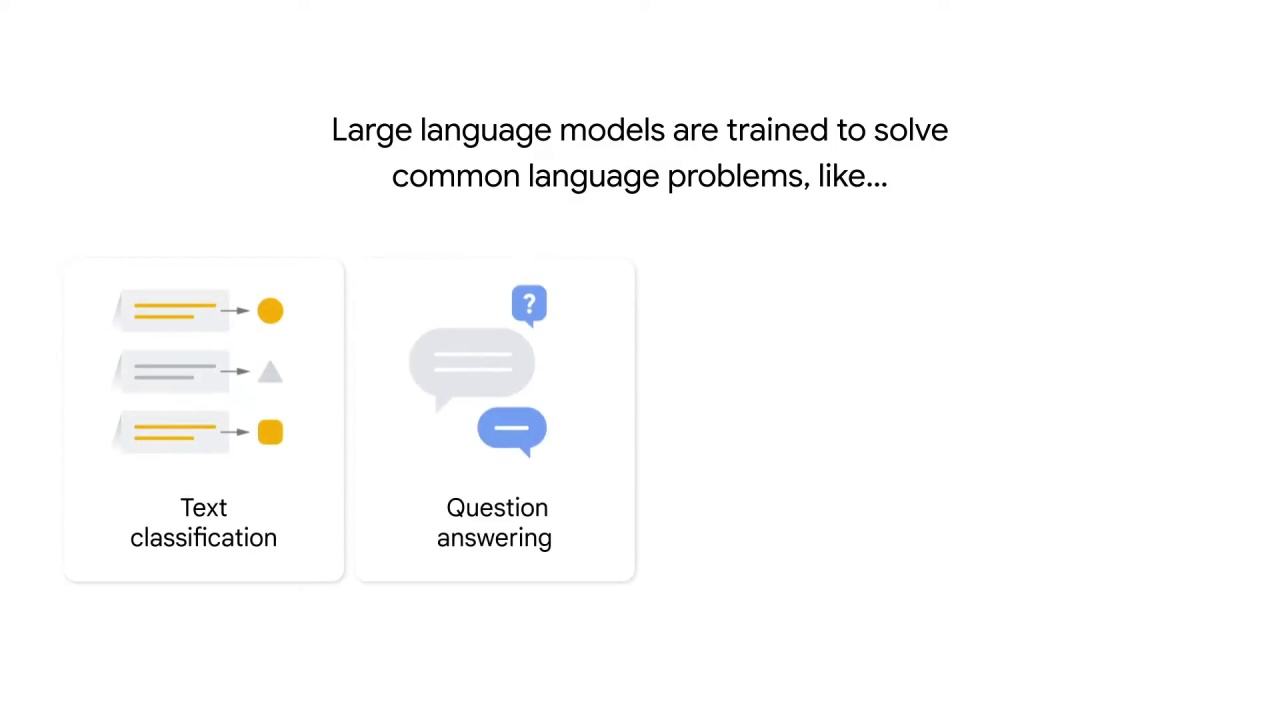 Large language models are trained to solve
common language problems, like...
?
Text
classification
Question
answering